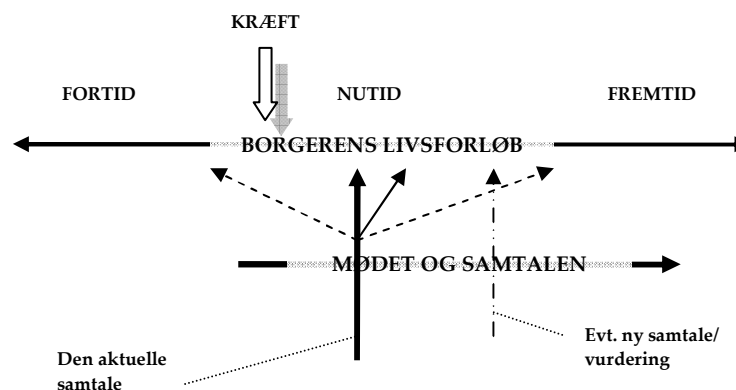 KRÆFT
FORTID NUTID FREMTID
BORGERENS LIVSFORLØB
MØDET OG SAMTALEN
Den aktuelle
samtale
Evt. ny samtale/
vurdering